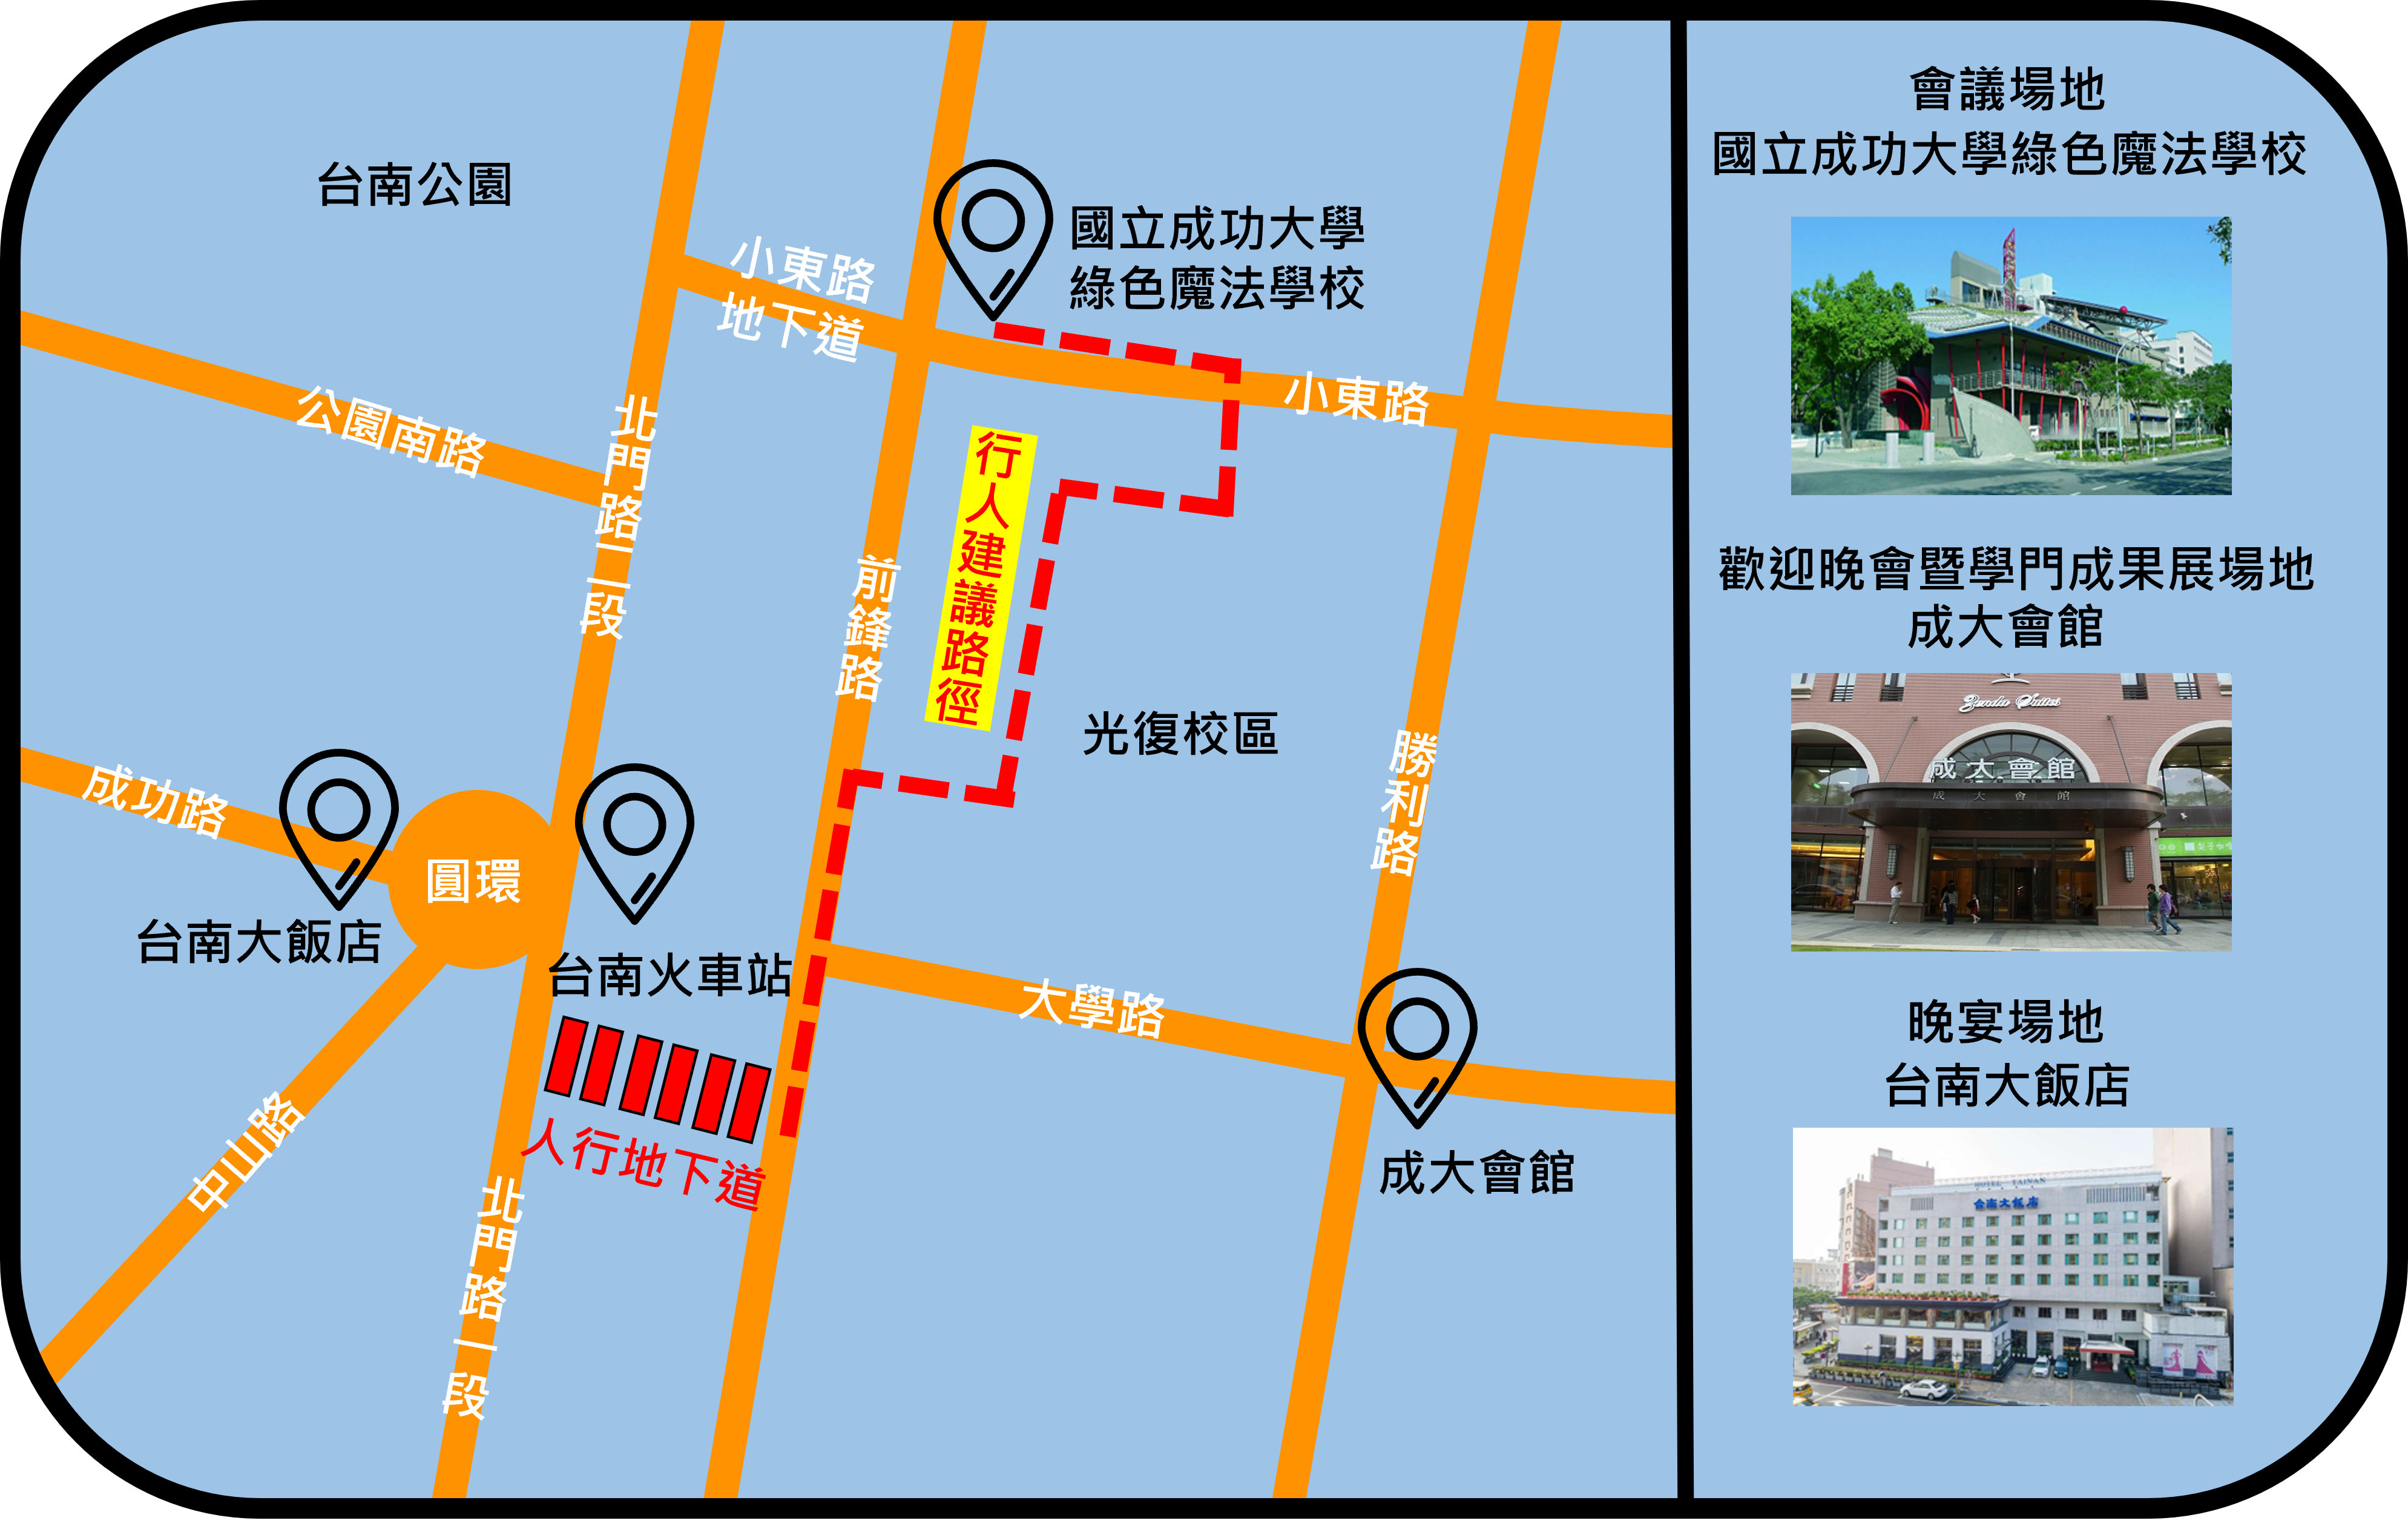 台南公園
小東路
地下道
國立成功大學
綠色魔法學校
小東路
公園南路
北門路二段
行人建議路徑
前鋒路
光復校區
勝利路
成功路
圓環
台南大飯店
台南火車站
大學路
人行地下道
中山路
北門路一段
成大會館
會議場地
國立成功大學綠色魔法學校
歡迎晚會暨學門成果展場地
成大會館
Zenda Suites
成大會館
成大會館
晚宴場地
台南大飯店
HOTEL TAINAN
台南大飯店